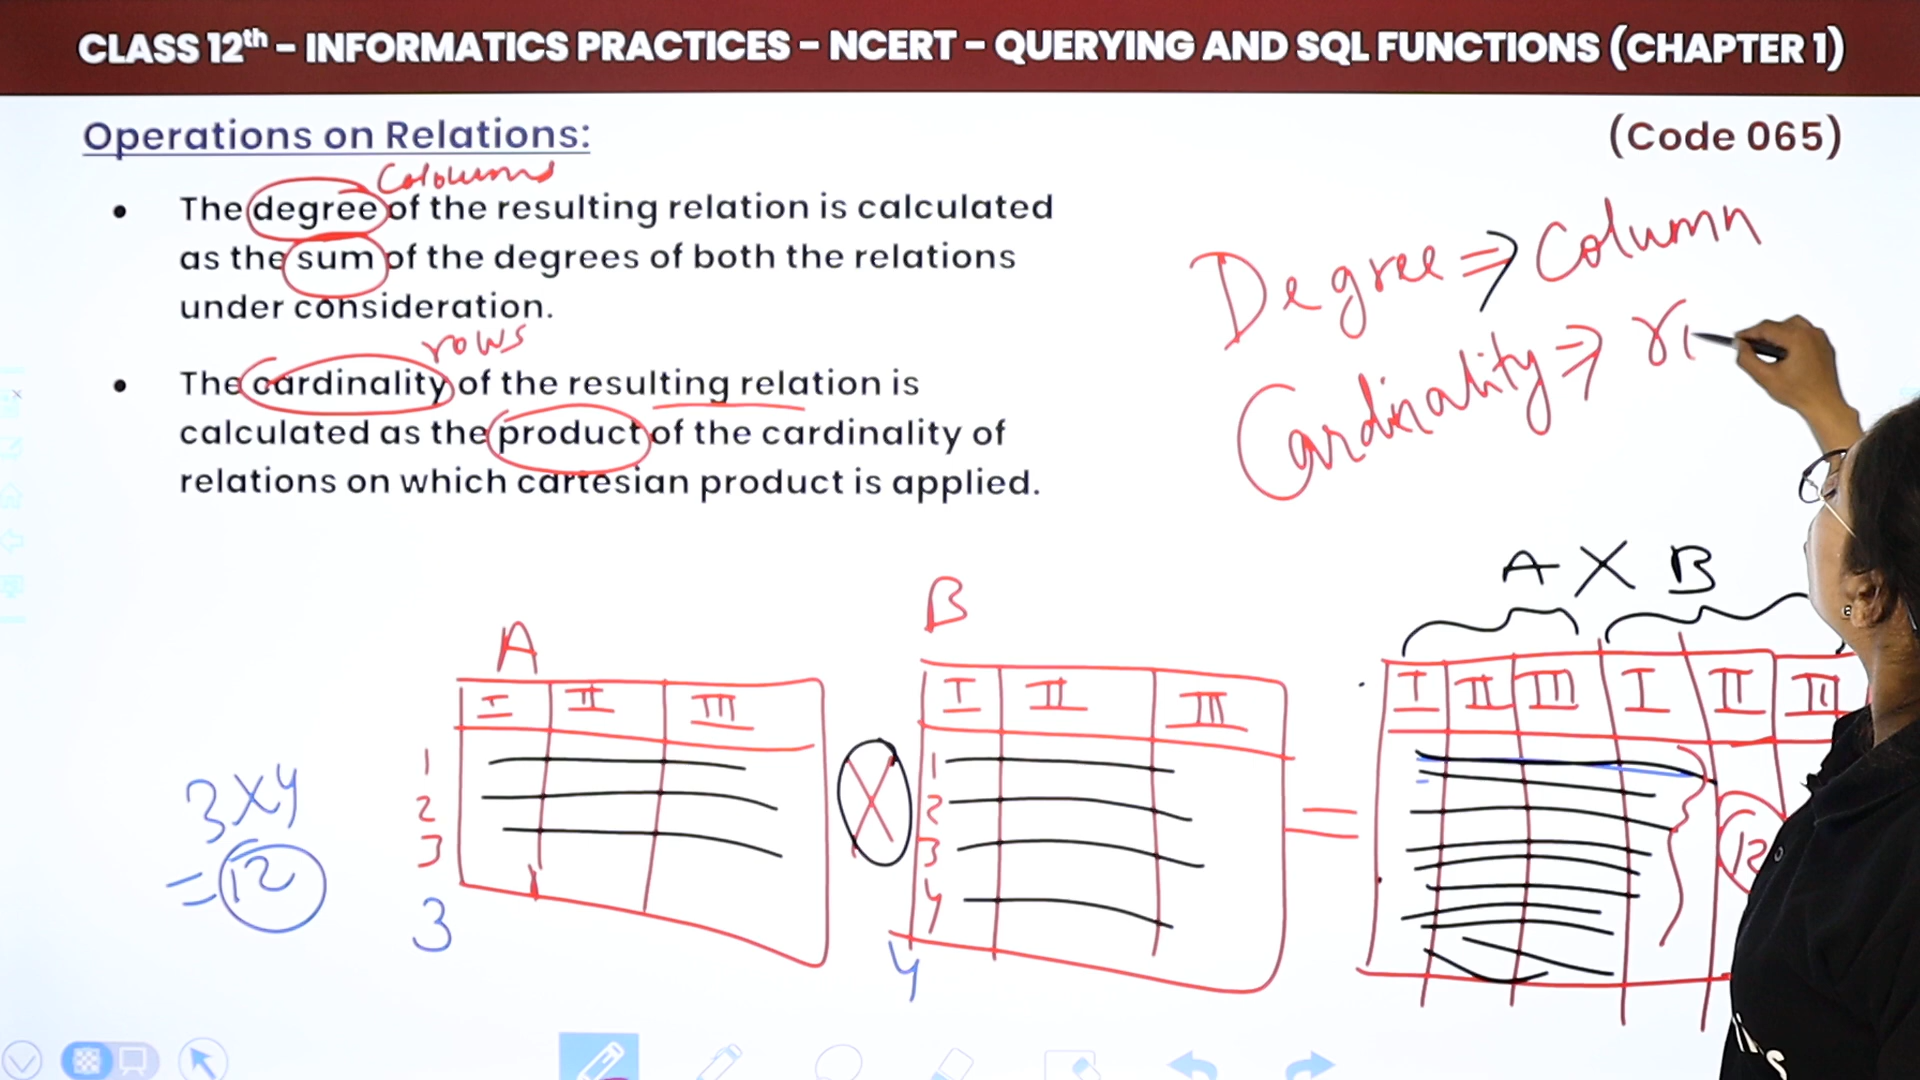 CLASS 12th – INFORMATICS PRACTICES – NCERT – QUERYING AND SQL FUNCTIONS (CHAPTER 1)
Operations on Relations:
(Code 065)
Coloumns
• The degree of the resulting relation is calculated
as the sum of the degrees of both the relations
under consideration.
rows
• The cardinality of the resulting relation is
calculated as the product of the cardinality of
relations on which cartesian product is applied.
Degree ⇒ Column
Cardinality ⇒ ro
A X B
A
B
I II III
I II III
I II III I II III
1
2
3
3
X
1
2
3
4
4
=
12
3X4
= 12